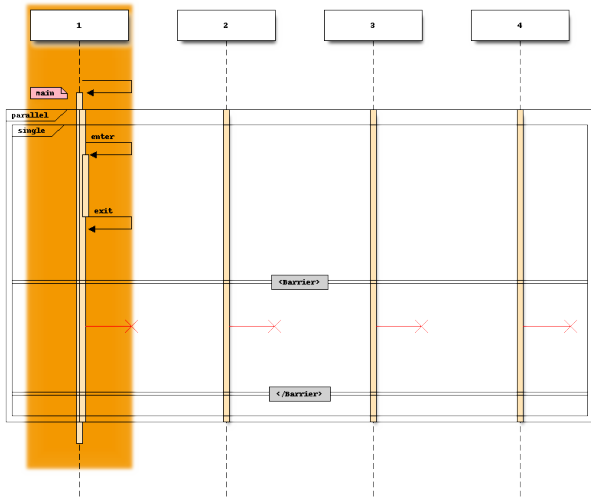 1 2 3 4
main
parallel
single
enter
exit
<Barrier>
</Barrier>